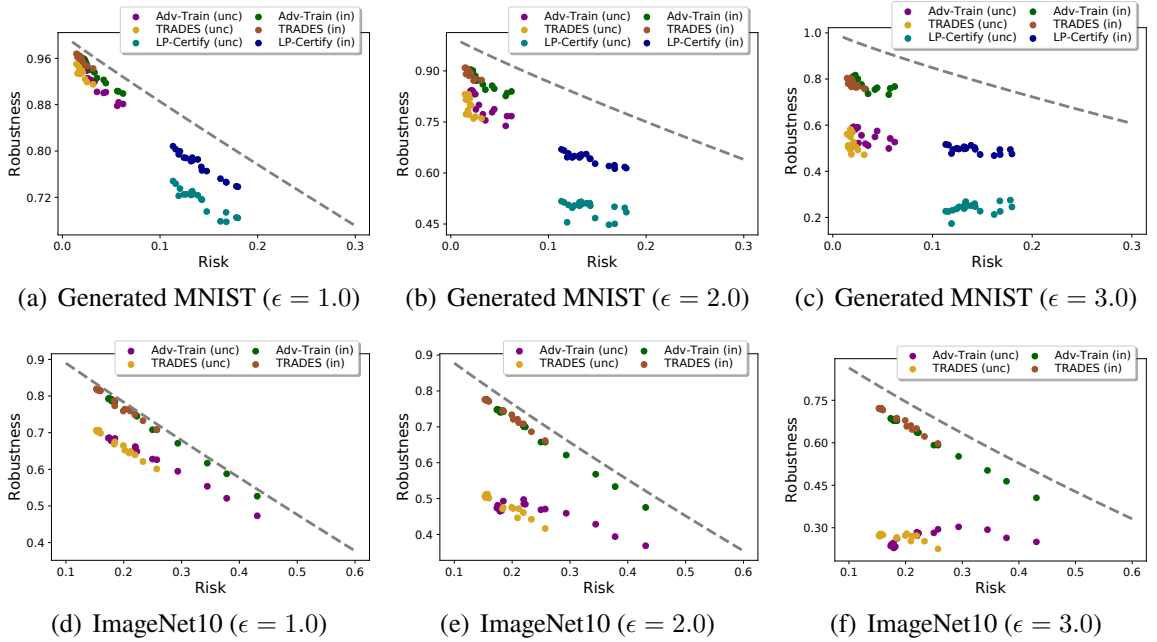 Adv-Train (unc) Adv-Train (in)
TRADES (unc) TRADES (in)
LP-Certify (unc) LP-Certify (in)
Robustness
0.96
0.88
0.80
0.72
0.0 0.1 0.2 0.3
Risk
(a) Generated MNIST (ϵ = 1.0)
Adv-Train (unc) Adv-Train (in)
TRADES (unc) TRADES (in)
LP-Certify (unc) LP-Certify (in)
Robustness
0.90
0.75
0.60
0.45
0.0 0.1 0.2 0.3
Risk
(b) Generated MNIST (ϵ = 2.0)
Adv-Train (unc) Adv-Train (in)
TRADES (unc) TRADES (in)
LP-Certify (unc) LP-Certify (in)
Robustness
1.0
0.8
0.6
0.4
0.2
0.0 0.1 0.2 0.3
Risk
(c) Generated MNIST (ϵ = 3.0)
Adv-Train (unc) Adv-Train (in)
TRADES (unc) TRADES (in)
Robustness
0.9
0.8
0.7
0.6
0.5
0.4
0.1 0.2 0.3 0.4 0.5 0.6
Risk
(d) ImageNet10 (ϵ = 1.0)
Adv-Train (unc) Adv-Train (in)
TRADES (unc) TRADES (in)
Robustness
0.9
0.8
0.7
0.6
0.5
0.4
0.1 0.2 0.3 0.4 0.5 0.6
Risk
(e) ImageNet10 (ϵ = 2.0)
Adv-Train (unc) Adv-Train (in)
TRADES (unc) TRADES (in)
Robustness
0.75
0.60
0.45
0.30
0.1 0.2 0.3 0.4 0.5 0.6
Risk
(f) ImageNet10 (ϵ = 3.0)